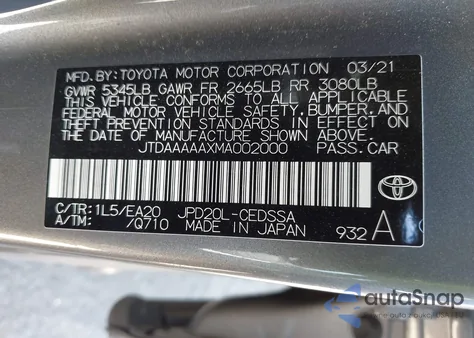 MFD. BY: TOYOTA MOTOR CORPORATION 03/21
GVWR 5345LB GAWR FR 2665LB RR 3080LB
THIS VEHICLE CONFORMS TO ALL APPLICABLE
FEDERAL MOTOR VEHICLE SAFETY, BUMPER, AND
THEFT PREVENTION STANDARDS IN EFFECT ON
THE DATE OF MANUFACTURE SHOWN ABOVE.
JTDAAAAAXMA002000 PASS.CAR
C/TR: 1L5/EA20 JPD20L-CEDSSA
A/TM: /Q710 MADE IN JAPAN 932 A
TOYOTA
autoSnap